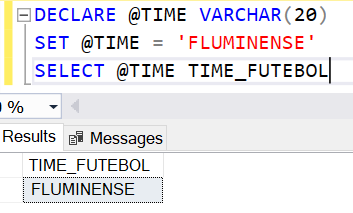 DECLARE @TIME VARCHAR(20)
SET @TIME = 'FLUMINENSE'
SELECT @TIME TIME_FUTEBOL
0 %
Results Messages
TIME_FUTEBOL
FLUMINENSE